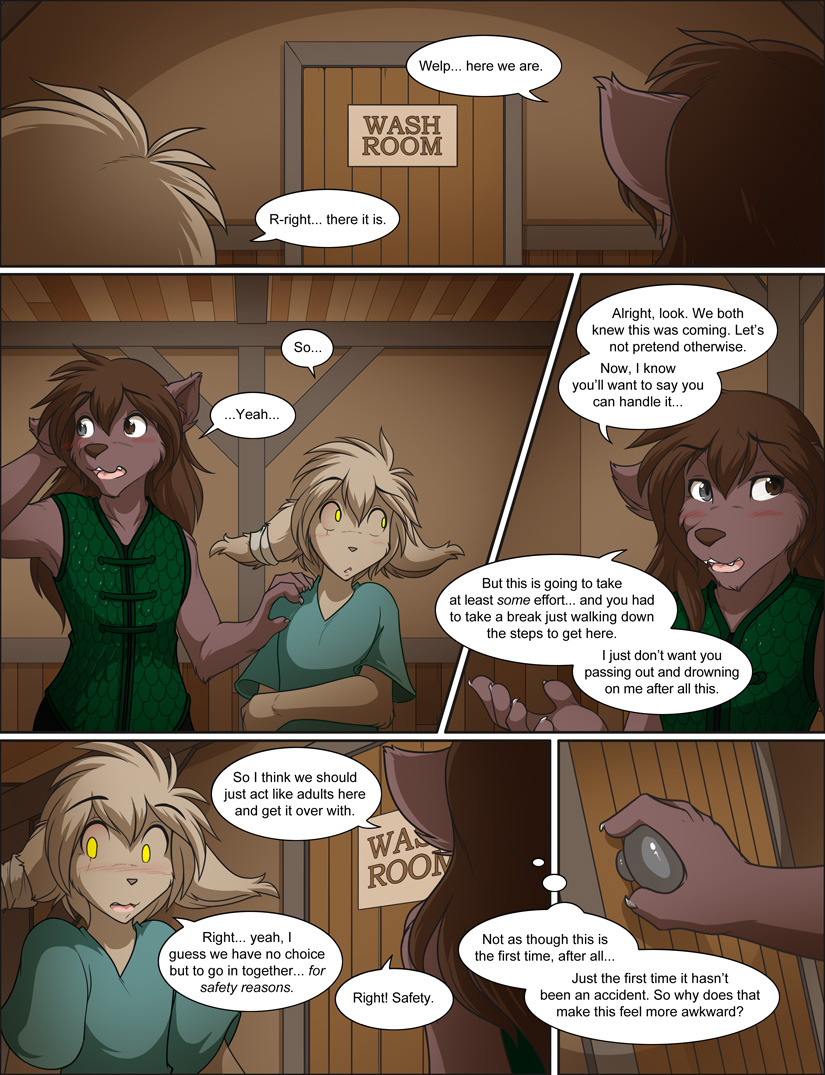 Welp... here we are.
WASH
ROOM
R-right... there it is.
So...
...Yeah...
Alright, look. We both
knew this was coming. Let's
not pretend otherwise.
Now, I know
you'll want to say you
can handle it...
But this is going to take
at least some effort... and you had
to take a break just walking down
the steps to get here.
I just don't want you
passing out and drowning
on me after all this.
So I think we should
just act like adults here
and get it over with.
WASH
ROOM
Right... yeah, I
guess we have no choice
but to go in together... for
safety reasons.
Right! Safety.
Not as though this is
the first time, after all...
Just the first time it hasn't
been an accident. So why does that
make this feel more awkward?